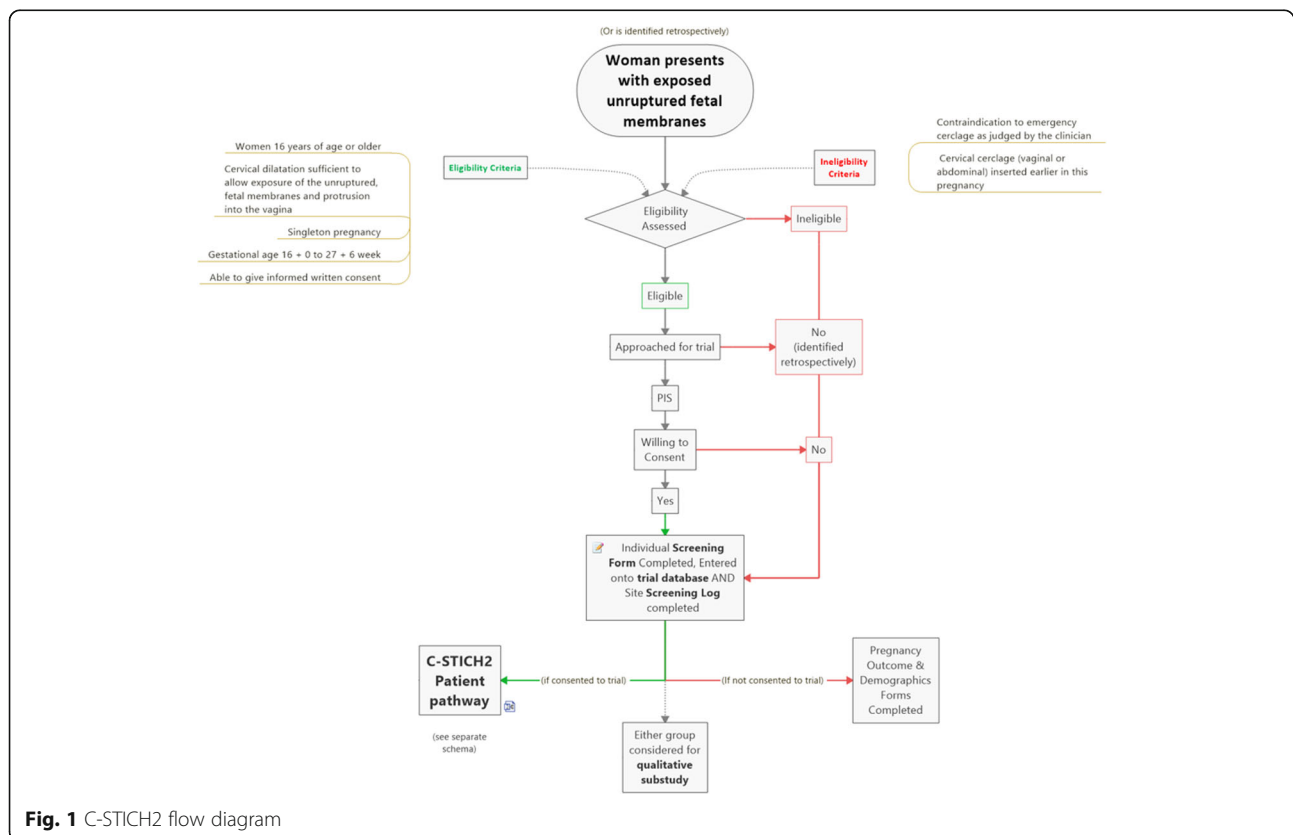 (Or is identified retrospectively)
Woman presents
with exposed
unruptured fetal
membranes
Women 16 years of age or older
Cervical dilatation sufficient to
allow exposure of the unruptured,
fetal membranes and protrusion
into the vagina
Singleton pregnancy
Gestational age 16 + 0 to 27 + 6 week
Able to give informed written consent
Eligibility Criteria
Ineligibility
Criteria
Contraindication to emergency
cerclage as judged by the clinician
Cervical cerclage (vaginal or
abdominal) inserted earlier in this
pregnancy
Eligibility
Assessed
Ineligible
Eligible
Approached for trial
No
(identified
retrospectively)
PIS
Willing to
Consent
No
Yes
Individual Screening
Form Completed, Entered
onto trial database AND
Site Screening Log
completed
C-STICH2
Patient
pathway
(see separate
schema)
(if consented to trial)
(If not consented to trial)
Pregnancy
Outcome &
Demographics
Forms
Completed
Either group
considered for
qualitative
substudy
Fig. 1 C-STICH2 flow diagram